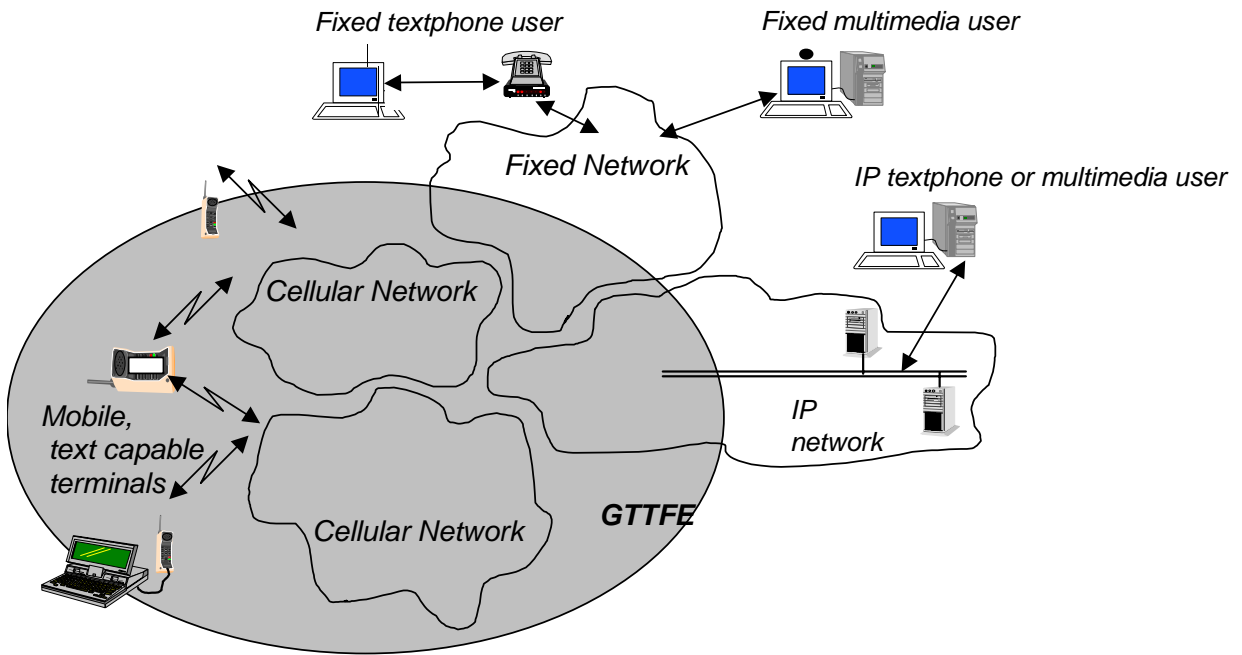 Fixed textphone user
Fixed multimedia user
Fixed Network
IP textphone or multimedia user
Cellular Network
Mobile,
text capable
terminals
IP
network
GTTFE
Cellular Network